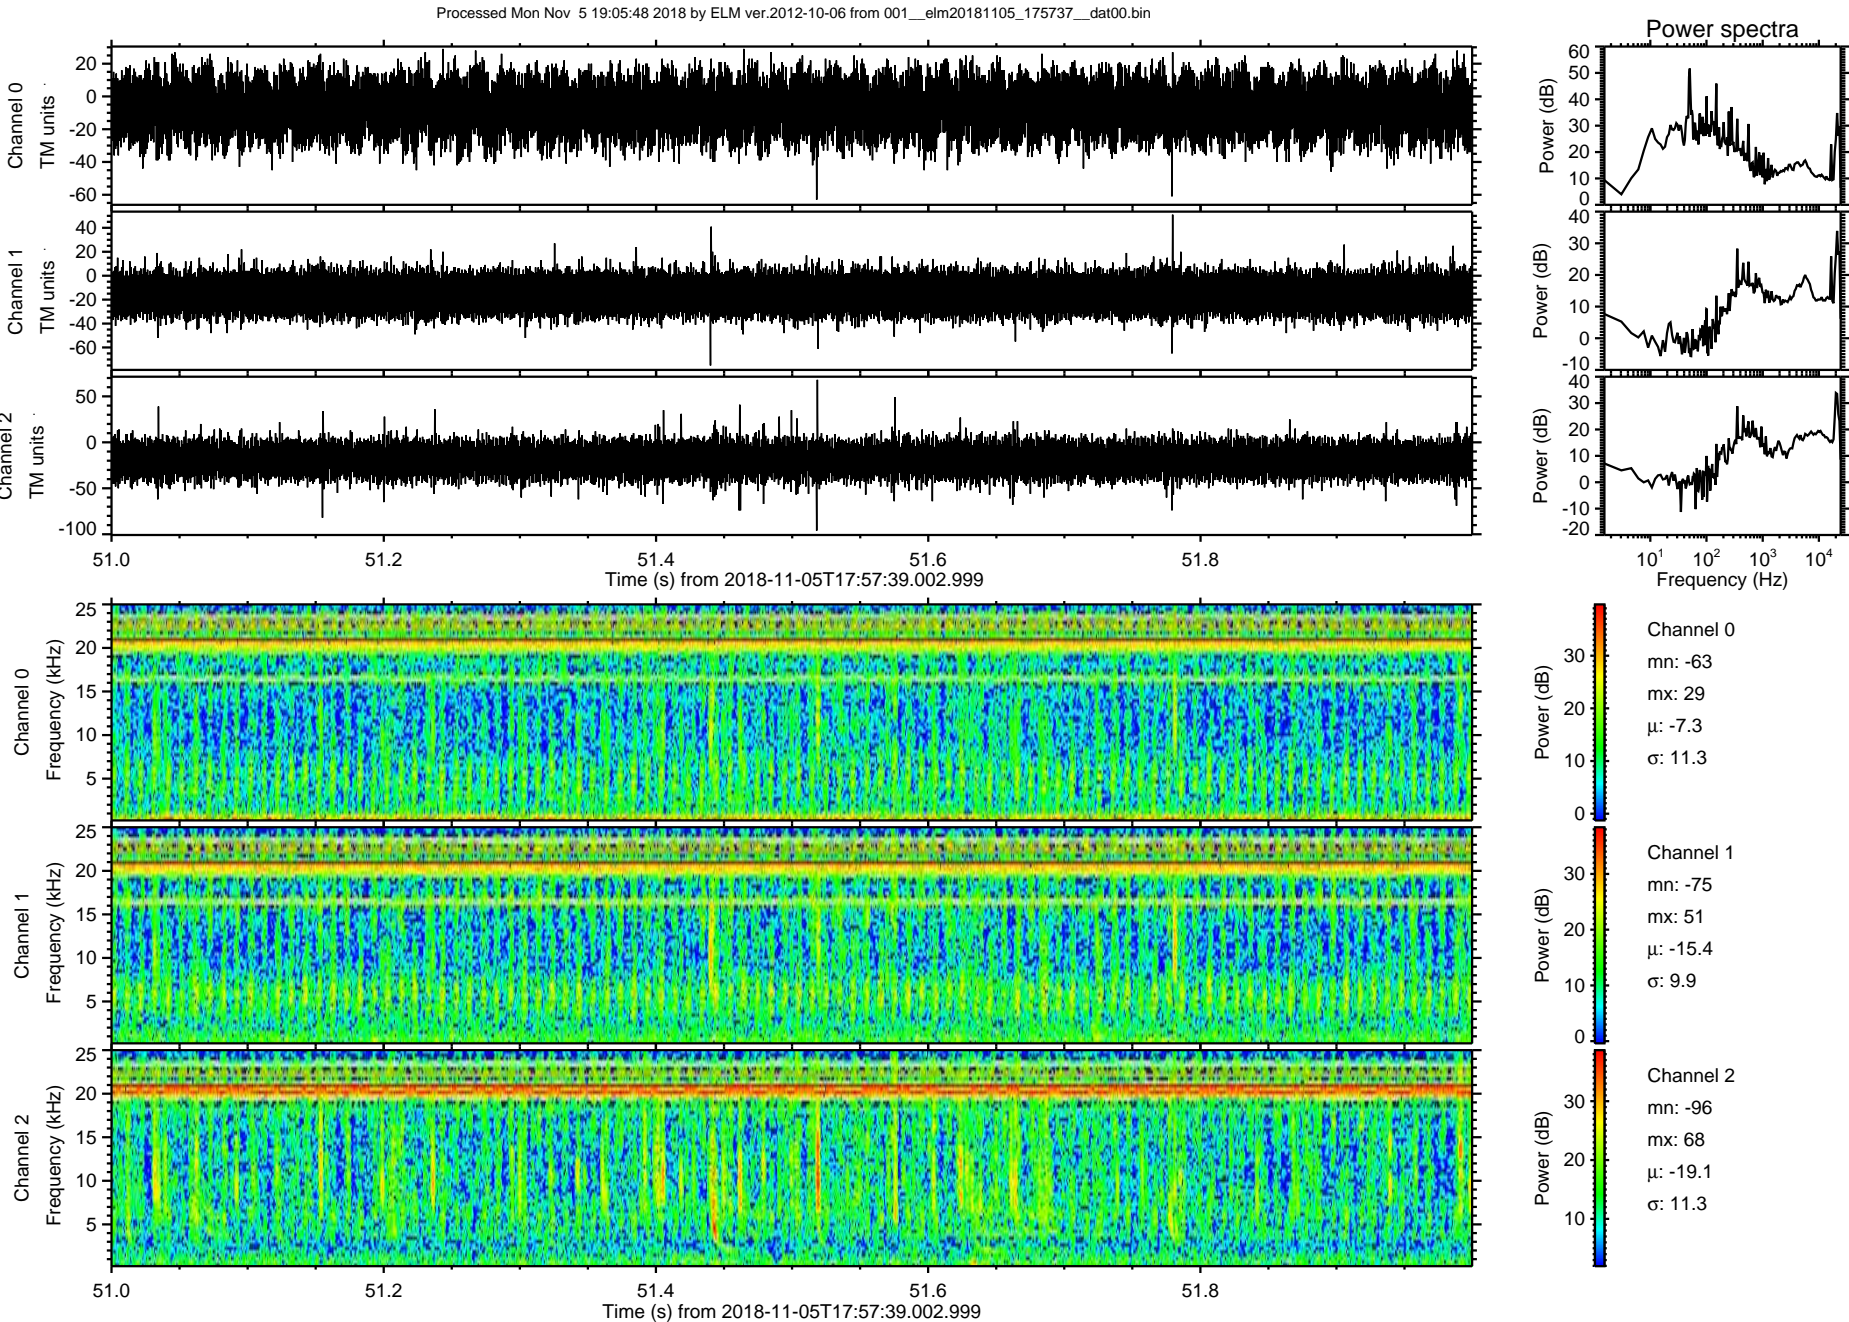 Processed Mon Nov  5 19:05:48 2018 by ELM ver.2012-10-06 from 001__elm20181105_175737__dat00.bin
Power spectra
Channel 0
TM units
20
0
-20
-40
-60
Power (dB)
60
50
40
30
20
10
0
Channel 1
TM units
40
20
0
-20
-40
-60
Power (dB)
40
30
20
10
0
-10
Channel 2
TM units
50
0
-50
-100
Power (dB)
40
30
20
10
0
-10
-20
51.0 51.2 51.4 51.6 51.8
Time (s) from 2018-11-05T17:57:39.002.999
10¹ 10² 10³ 10⁴
Frequency (Hz)
Channel 0
Frequency (kHz)
25
20
15
10
5
Power (dB)
30
20
10
0
Channel 0
mn: -63
mx: 29
μ: -7.3
σ: 11.3
Channel 1
Frequency (kHz)
25
20
15
10
5
Power (dB)
30
20
10
0
Channel 1
mn: -75
mx: 51
μ: -15.4
σ: 9.9
Channel 2
Frequency (kHz)
25
20
15
10
5
Power (dB)
30
20
10
Channel 2
mn: -96
mx: 68
μ: -19.1
σ: 11.3
51.0 51.2 51.4 51.6 51.8
Time (s) from 2018-11-05T17:57:39.002.999